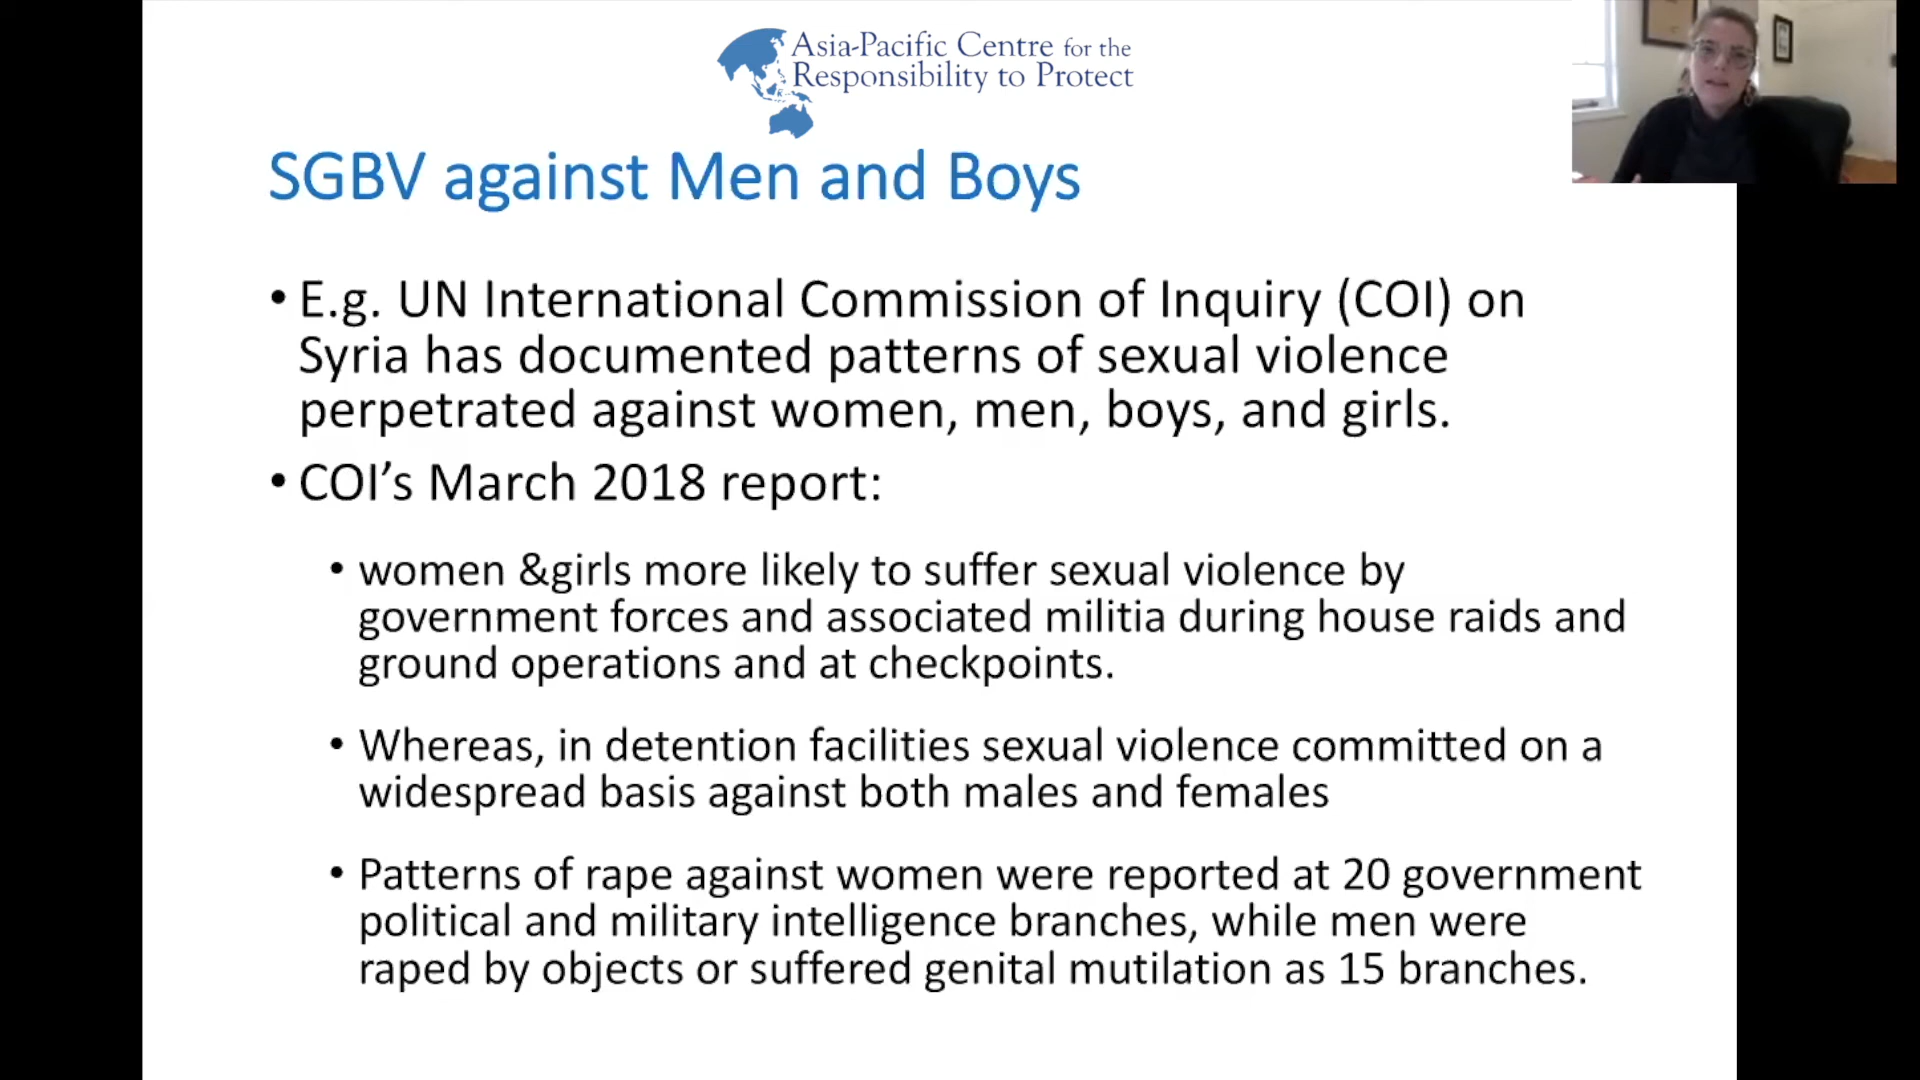 Asia-Pacific Centre for the
Responsibility to Protect
SGBV against Men and Boys
• E.g. UN International Commission of Inquiry (COI) on
Syria has documented patterns of sexual violence
perpetrated against women, men, boys, and girls.
• COI’s March 2018 report:
• women &girls more likely to suffer sexual violence by
government forces and associated militia during house raids and
ground operations and at checkpoints.
• Whereas, in detention facilities sexual violence committed on a
widespread basis against both males and females
• Patterns of rape against women were reported at 20 government
political and military intelligence branches, while men were
raped by objects or suffered genital mutilation as 15 branches.